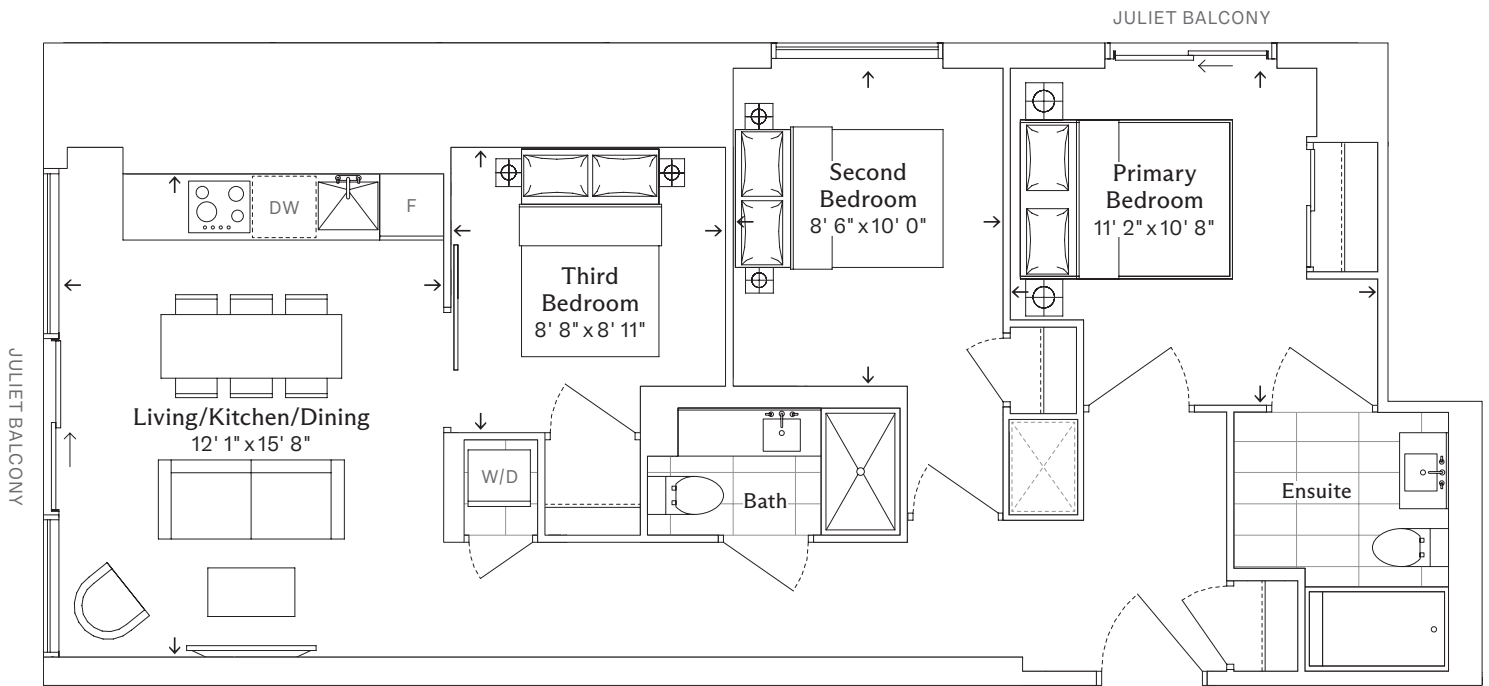 JULIET BALCONY
Second
Bedroom
8' 6" x 10' 0"
Primary
Bedroom
11' 2" x 10' 8"
DW
F
Third
Bedroom
8' 8" x 8' 11"
JULIET BALCONY
Living/Kitchen/Dining
12' 1" x 15' 8"
W/D
Bath
Ensuite